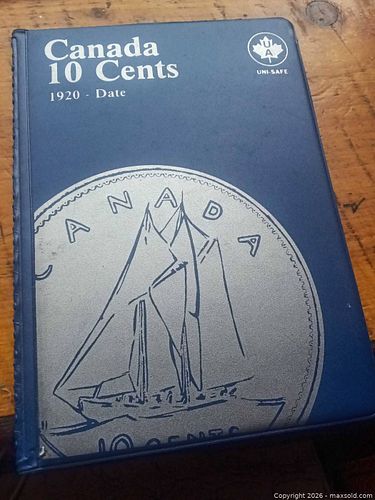 Canada
10 Cents
1920 - Date
U
A
UNI-SAFE
CANADA
10 CENTS
Copyright 2026 - maxsold.com